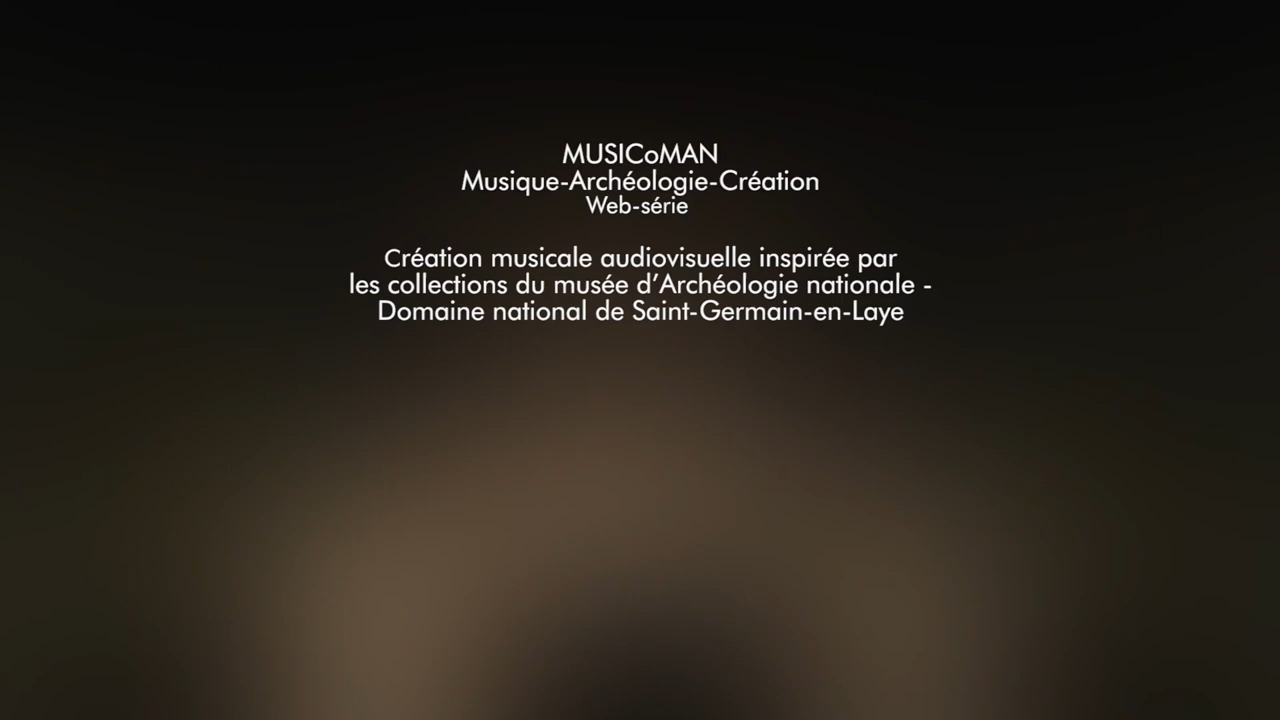 MUSICoMAN
Musique-Archéologie-Création
Web-série
Création musicale audiovisuelle inspirée par
les collections du musée d’Archéologie nationale -
Domaine national de Saint-Germain-en-Laye